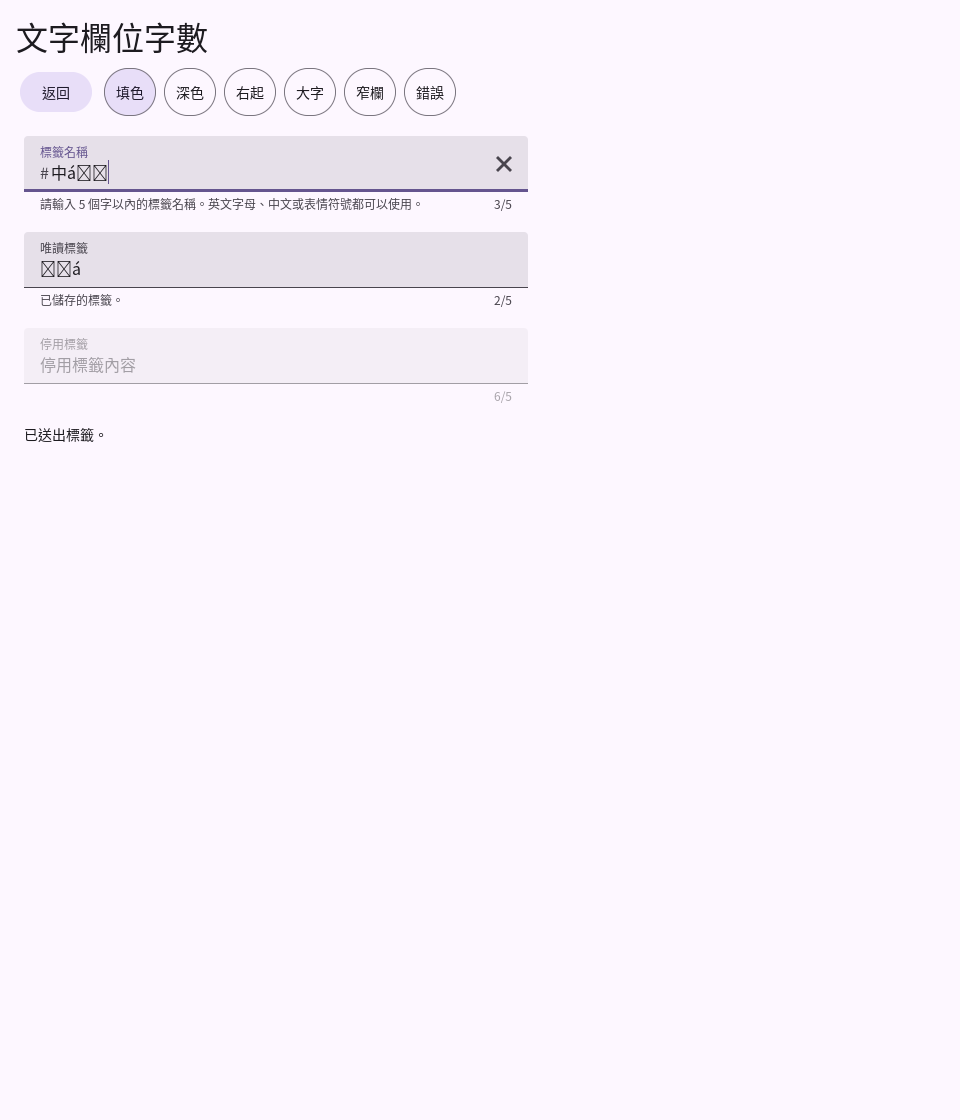 文字欄位字數
返回 填色 深色 右起 大字 窄欄 錯誤
標籤名稱
#中á
請輸入 5 個字以內的標籤名稱。英文字母、中文或表情符號都可以使用。 3/5
唯讀標籤
á
已儲存的標籤。 2/5
停用標籤
停用標籤內容
6/5
已送出標籤。